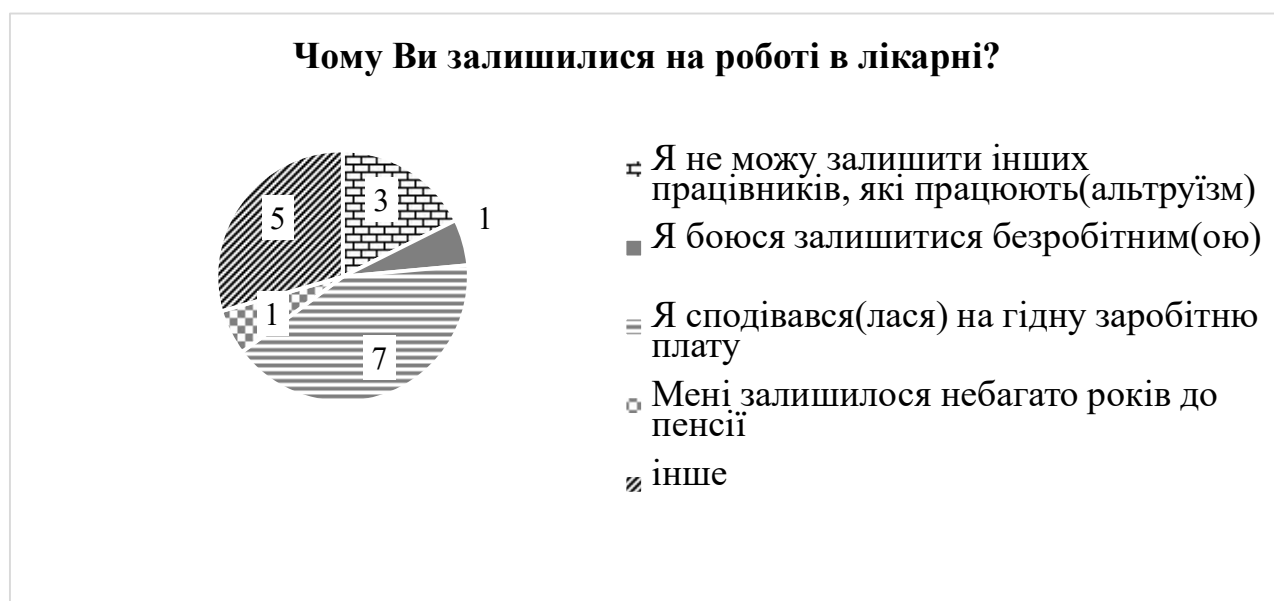 Чому Ви залишилися на роботі в лікарні?
3
1
7
1
5
Я не можу залишити інших
працівників, які працюють(альтруїзм)
Я боюся залишитися безробітним(ою)
Я сподівався(лася) на гідну заробітню
плату
Мені залишилося небагато років до
пенсії
інше